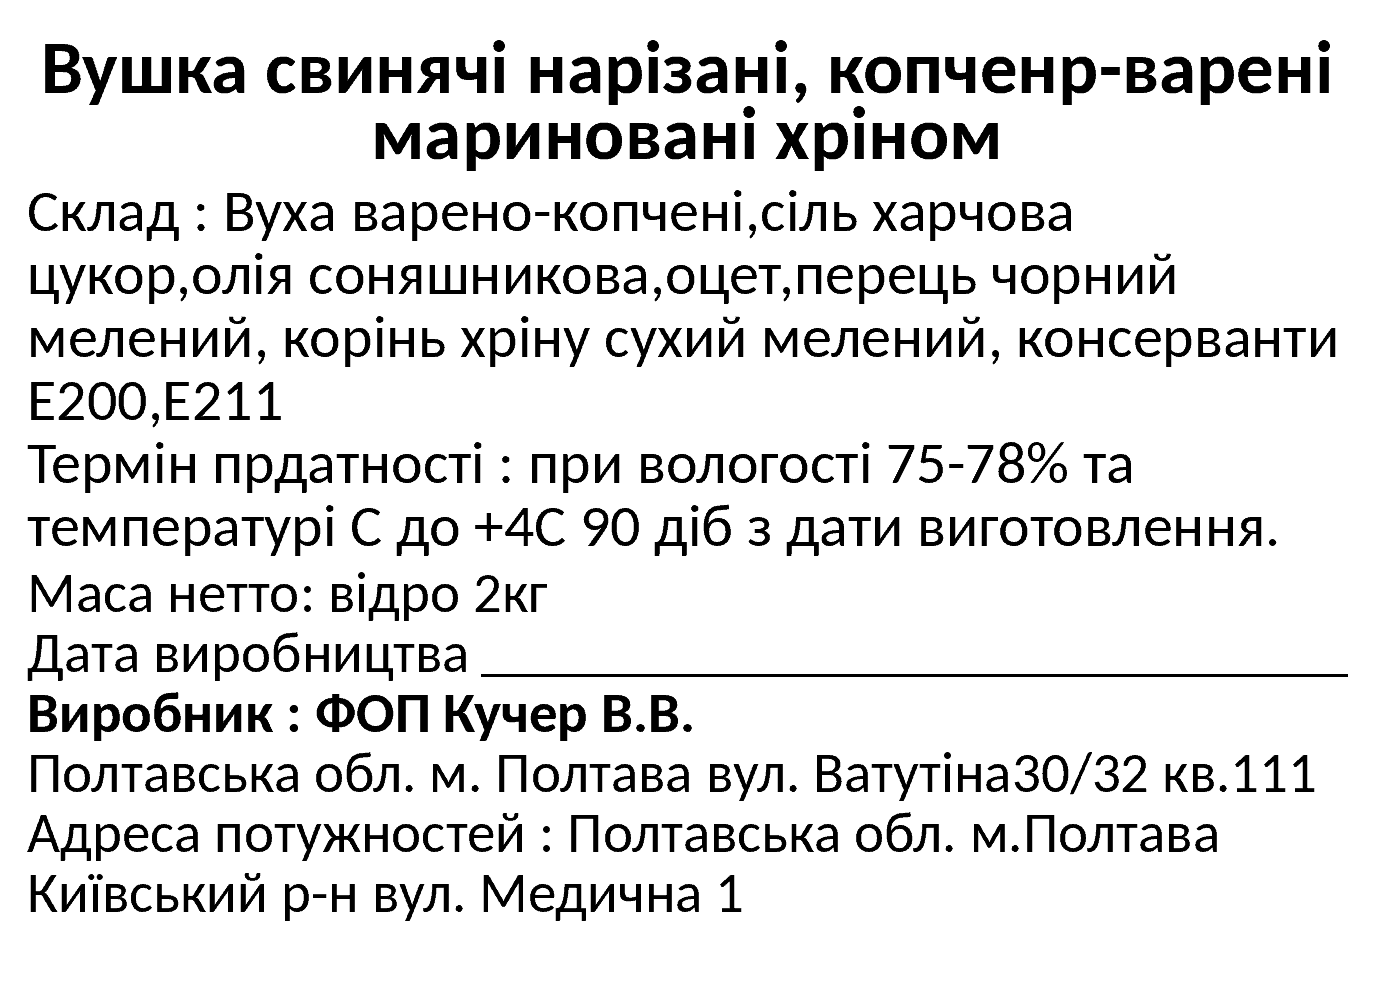 Вушка свинячі нарізані, копченр-варені
мариновані хріном
Склад : Вуха варено-копчені,сіль харчова
цукор,олія соняшникова,оцет,перець чорний
мелений, корінь хріну сухий мелений, консерванти
Е200,Е211
Термін прдатності : при вологості 75-78% та
температурі С до +4С 90 діб з дати виготовлення.
Маса нетто: відро 2кг
Дата виробництва ______________________________
Виробник : ФОП Кучер В.В.
Полтавська обл. м. Полтава вул. Ватутіна30/32 кв.111
Адреса потужностей : Полтавська обл. м.Полтава
Київський р-н вул. Медична 1